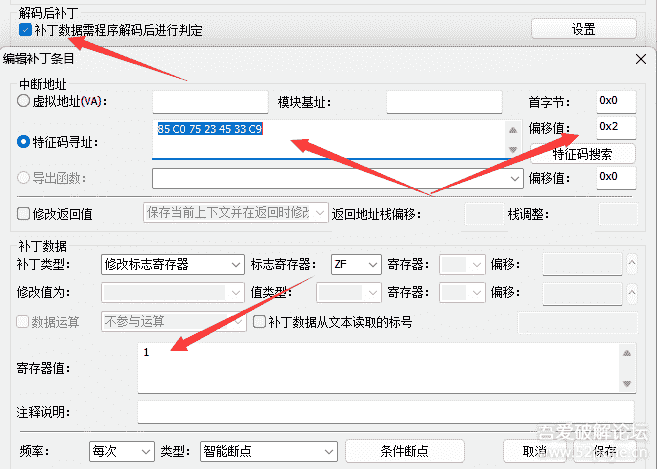 解码后补丁
补丁数据需程序解码后进行判定
设置
编辑补丁条目
中断地址
虚拟地址(VA)：
模块基址：
首字节：
0x0
特征码寻址：
85 C0 75 23 45 33 C9
偏移值：
0x2
特征码搜索
导出函数：
偏移值：
0x0
修改返回值
保存当前上下文并在返回时修改
返回地址栈偏移：
栈调整：
补丁数据
补丁类型：
修改标志寄存器
标志寄存器：
ZF
寄存器：
偏移：
修改值为：
值类型：
寄存器：
偏移：
数据运算
不参与运算
补丁数据从文本读取的标号
寄存器值：
1
注释说明：
频率：
每次
类型：
智能断点
条件断点
取消
保存
吾爱破解论坛